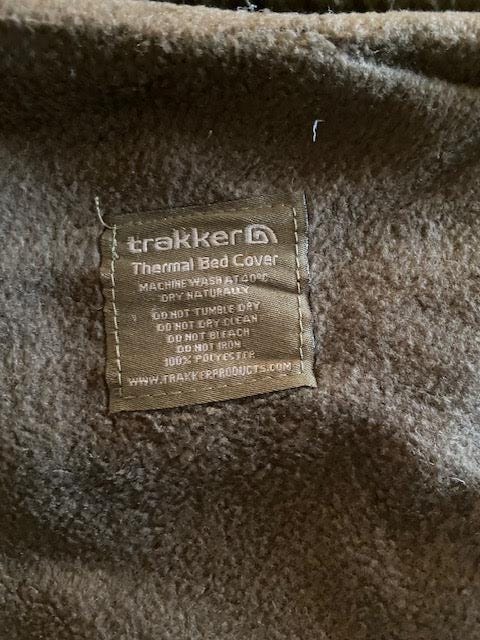 trakker
Thermal Bed Cover
MACHINE WASH AT 40°C
DRY NATURALLY
DO NOT TUMBLE DRY
DO NOT DRY CLEAN
DO NOT BLEACH
DO NOT IRON
100% POLYESTER
WWW.TRAKKERPRODUCTS.COM